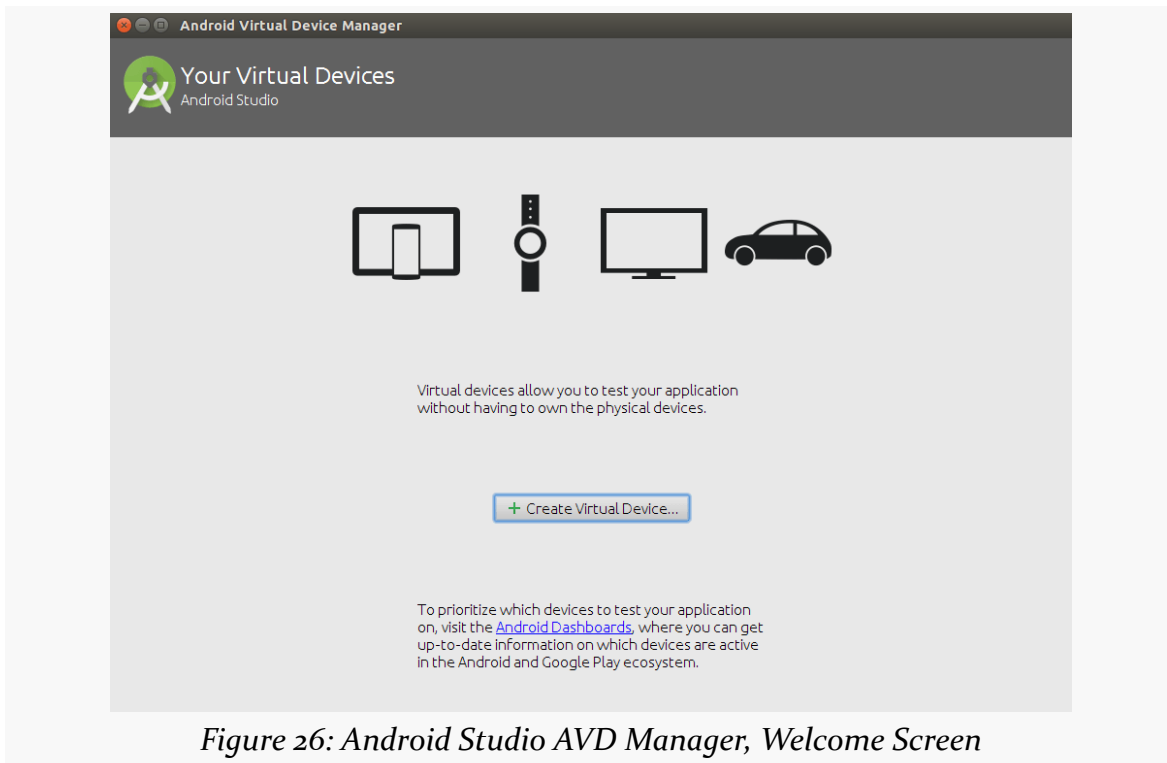 Android Virtual Device Manager
Your Virtual Devices
Android Studio
Virtual devices allow you to test your application
without having to own the physical devices.
+ Create Virtual Device...
To prioritize which devices to test your application
on, visit the Android Dashboards, where you can get
up-to-date information on which devices are active
in the Android and Google Play ecosystem.
Figure 26: Android Studio AVD Manager, Welcome Screen